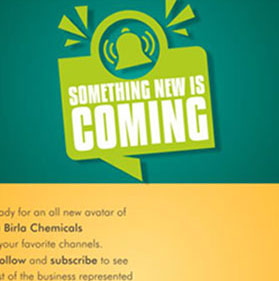 SOMETHING NEW IS
COMING
ady for an all new avatar of
Birla Chemicals
your favorite channels.
ollow and subscribe to see
st of the business represented